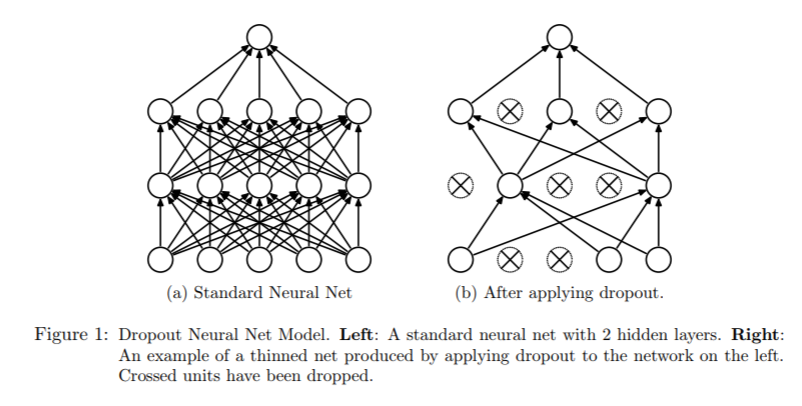 (a) Standard Neural Net
(b) After applying dropout.
Figure 1: Dropout Neural Net Model. Left: A standard neural net with 2 hidden layers. Right:
An example of a thinned net produced by applying dropout to the network on the left.
Crossed units have been dropped.